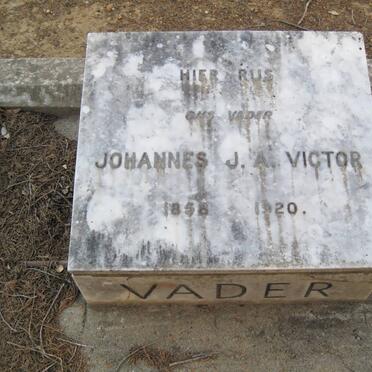 HIER RUS
ONS VADER
JOHANNES J. A. VICTOR
1858 1920.
VADER